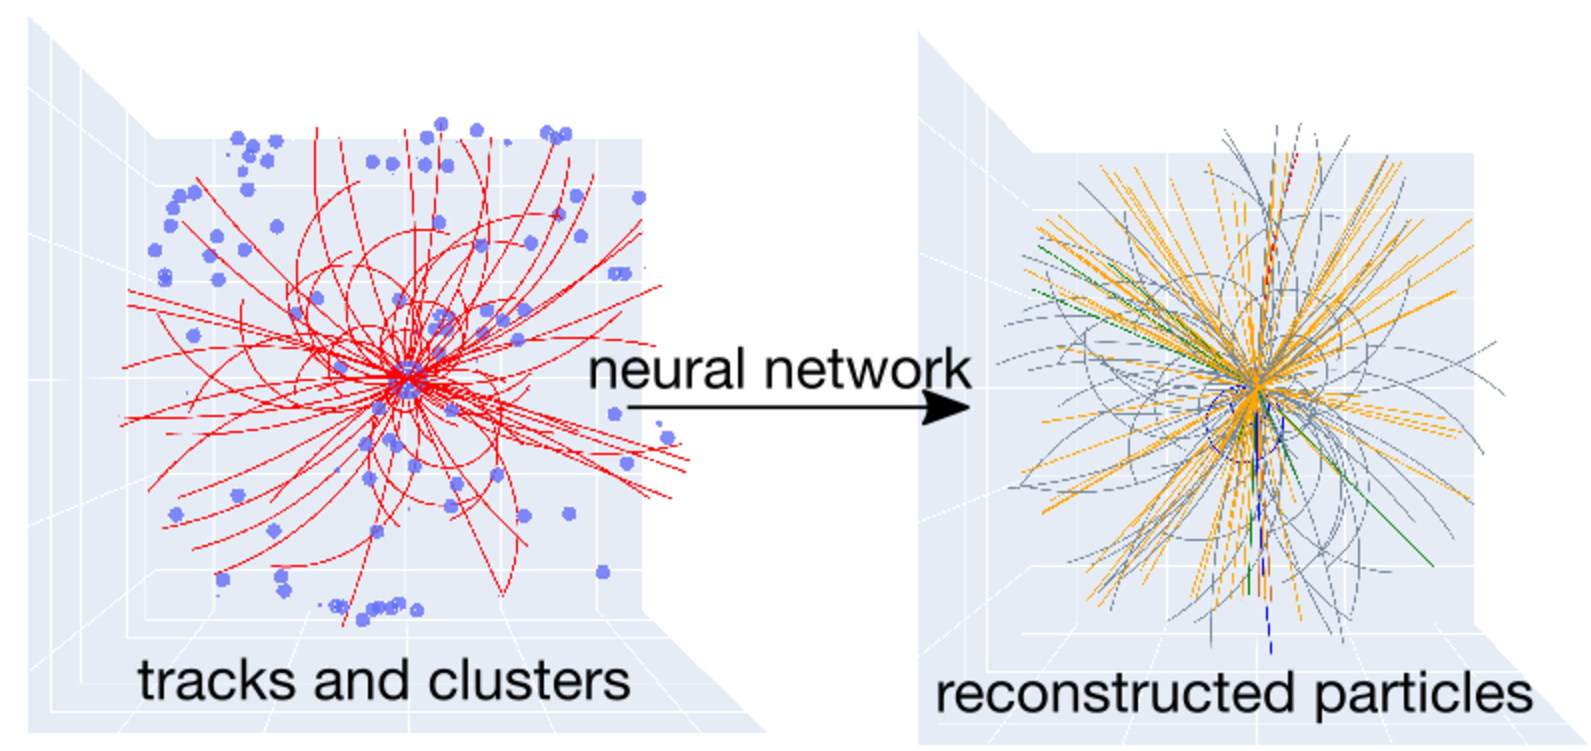 neural network
tracks and clusters
reconstructed particles